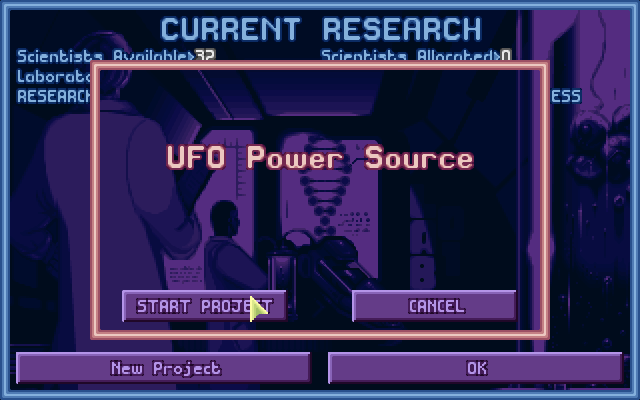 CURRENT RESEARCH
Scientists Available>32 Scientists Allocated>0
UFO Power Source
START PROJECT CANCEL
New Project OK